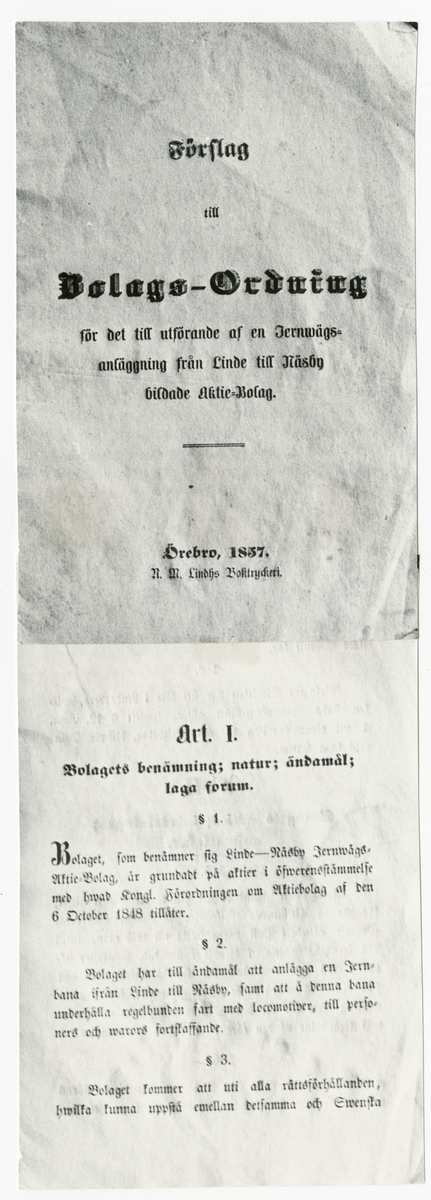 Förslag
till
Bolags-Ordning
för det till utförande af en Jernwägs-
anläggning från Linde till Näsby
bildade Aktie-Bolag.
Örebro, 1857.
N. M. Lindhs Boktryckeri.
Art. I.
Bolagets benämning; natur; ändamål;
laga forum.
§ 1.
Bolaget, som benämner sig Linde—Näsby Jernwägs-
Aktie-Bolag, är grundadt på aktier i öfwerensstämmelse
med hwad Kongl. Förordningen om Aktiebolag af den
6 October 1848 tillåter.
§ 2.
Bolaget har till ändamål att anlägga en Jern-
bana ifrån Linde till Näsby, samt att å denna bana
underhålla regelbunden fart med locomotiver, till perso-
ners och warors fortskaffande.
§ 3.
Bolaget kommer att uti alla rättsförhållanden,
hwilka kunna uppstå emellan detsamma och Swenska